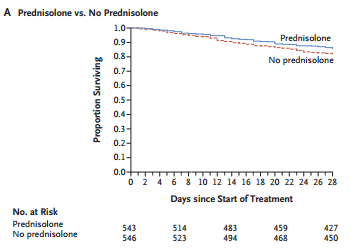 A Prednisolone vs. No Prednisolone
Proportion Surviving
1.0
0.9
0.8
0.7
0.6
0.5
0.4
0.3
0.2
0.1
0.0
Prednisolone
No prednisolone
0 2 4 6 8 10 12 14 16 18 20 22 24 26 28
Days since Start of Treatment
No. at Risk
Prednisolone 543 514 483 459 427
No prednisolone 546 523 494 468 450